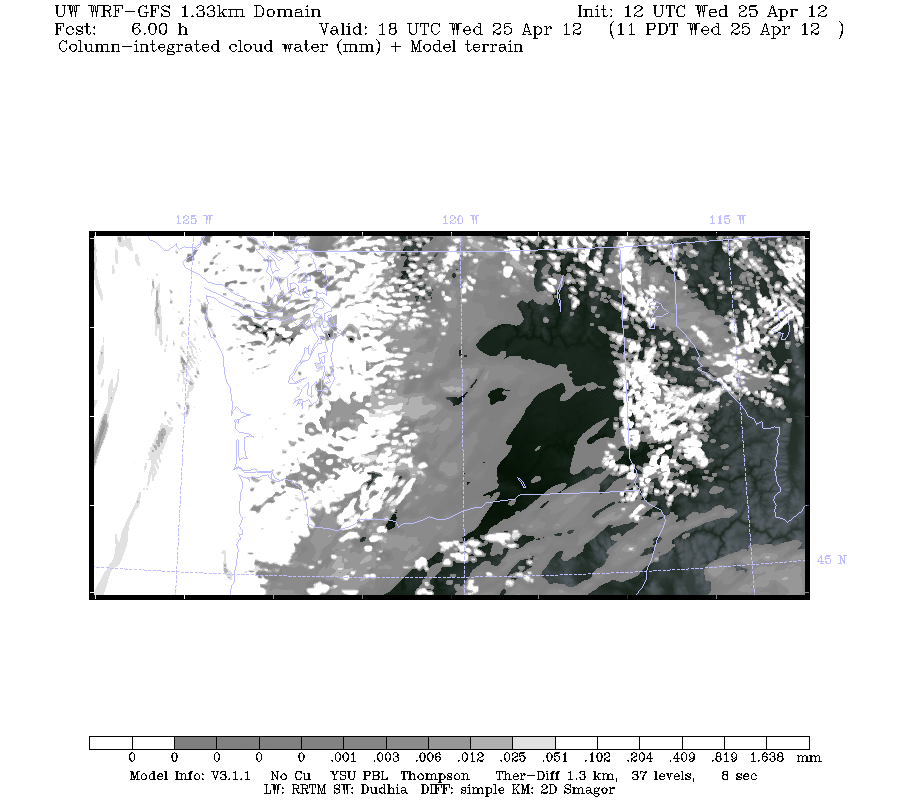 UW WRF-GFS 1.33km Domain Init: 12 UTC Wed 25 Apr 12
Fcst: 6.00 h Valid: 18 UTC Wed 25 Apr 12 (11 PDT Wed 25 Apr 12 )
Column-integrated cloud water (mm) + Model terrain
125 W 120 W 115 W
45 N
0 0 0 0 0 .001 .003 .006 .012 .025 .051 .102 .204 .409 .819 1.638 mm
Model Info: V3.1.1 No Cu YSU PBL Thompson Ther-Diff 1.3 km, 37 levels, 8 sec
LW: RRTM SW: Dudhia DIFF: simple KM: 2D Smagor